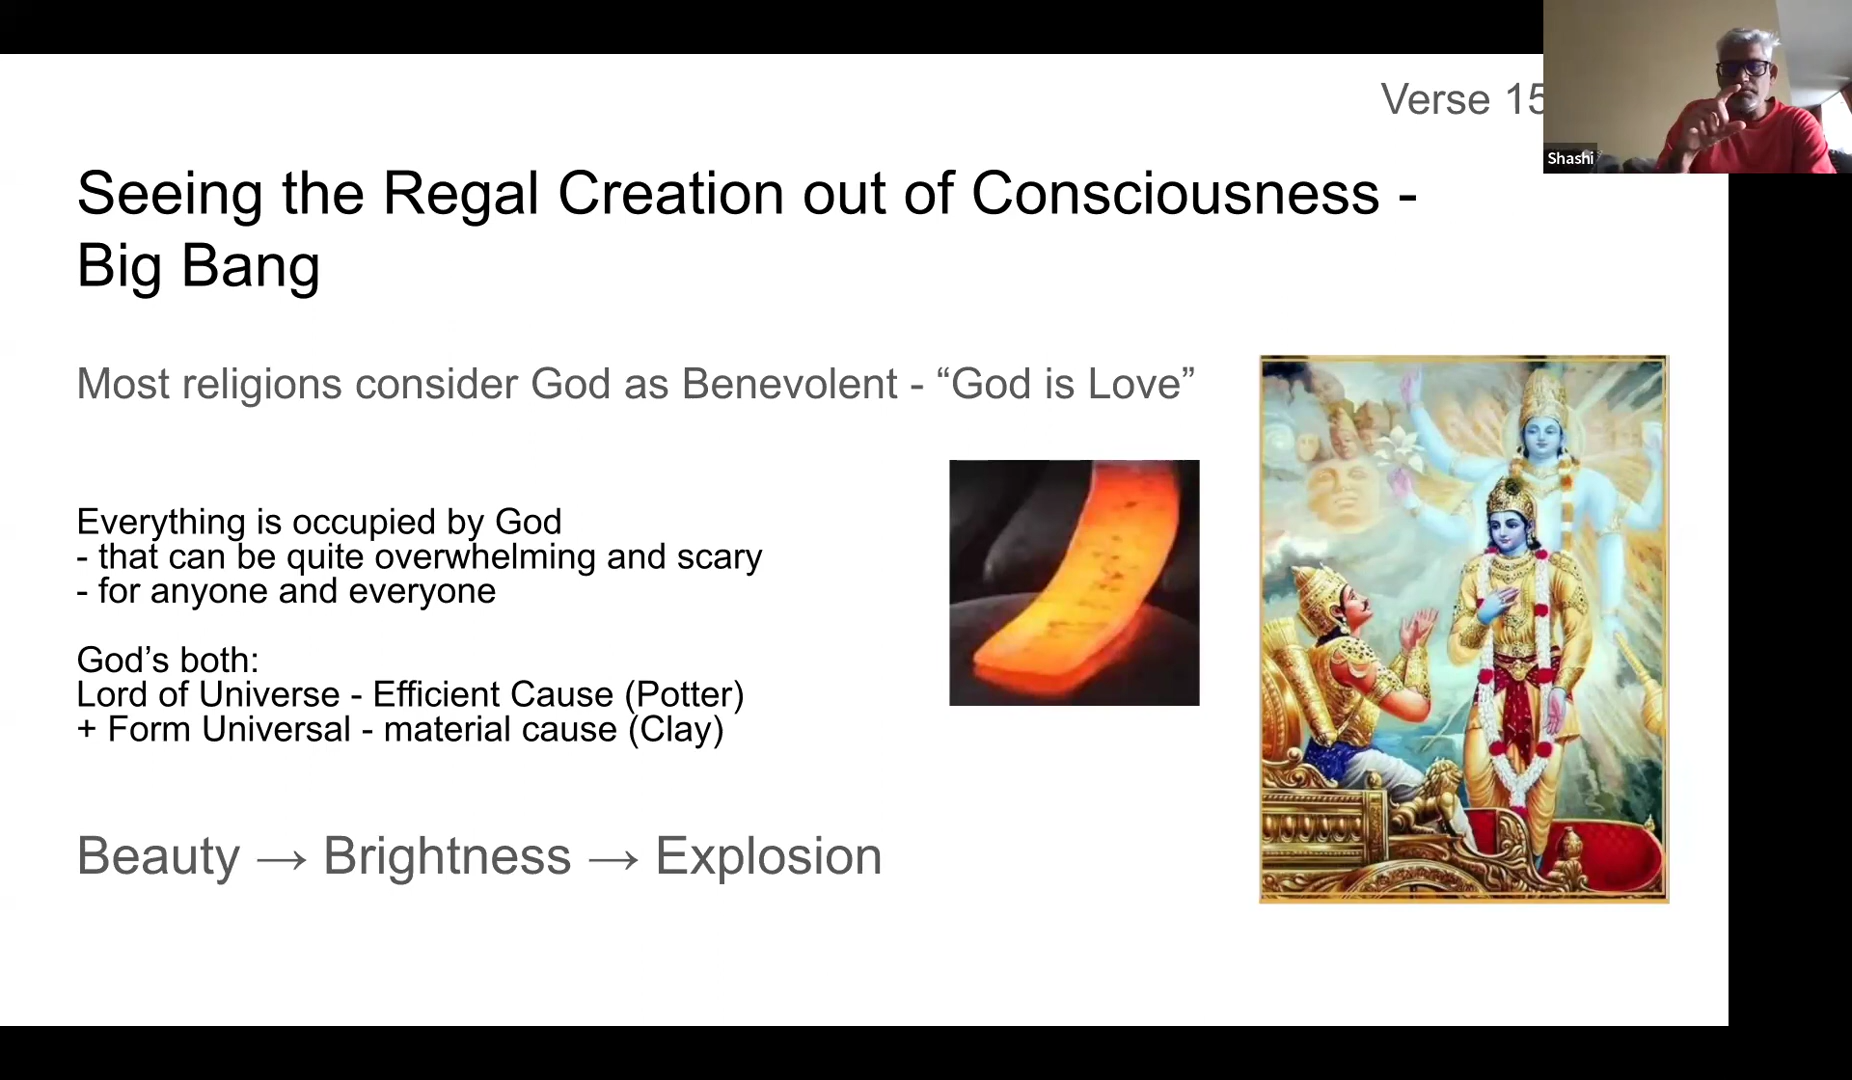 Verse 15
Shashi
Seeing the Regal Creation out of Consciousness -
Big Bang
Most religions consider God as Benevolent - “God is Love”
Everything is occupied by God
- that can be quite overwhelming and scary
- for anyone and everyone
God’s both:
Lord of Universe - Efficient Cause (Potter)
+ Form Universal - material cause (Clay)
Beauty → Brightness → Explosion